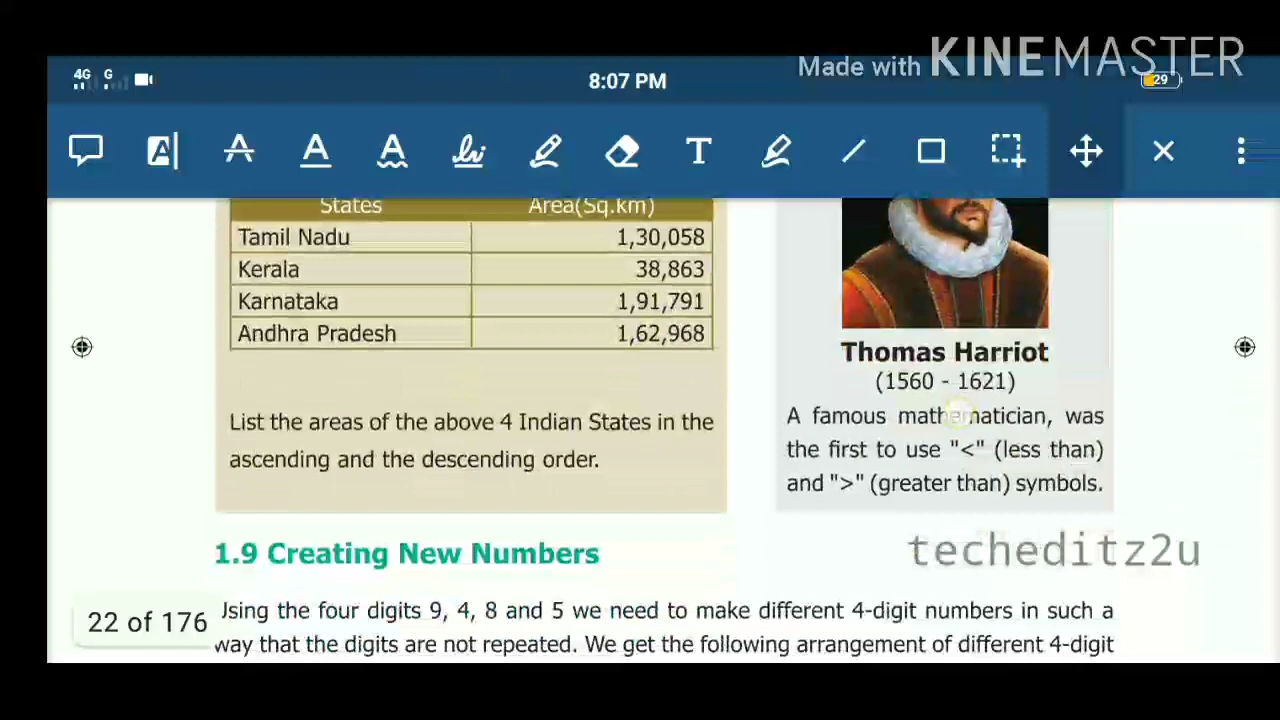 Made with KINEMASTER
4G G 8:07 PM 29
States Area(Sq.km)
Tamil Nadu 1,30,058
Kerala 38,863
Karnataka 1,91,791
Andhra Pradesh 1,62,968
List the areas of the above 4 Indian States in the
ascending and the descending order.
Thomas Harriot
(1560 - 1621)
A famous mathematician, was
the first to use "<" (less than)
and ">" (greater than) symbols.
techeditz2u
1.9 Creating New Numbers
Using the four digits 9, 4, 8 and 5 we need to make different 4-digit numbers in such a
way that the digits are not repeated. We get the following arrangement of different 4-digit
22 of 176